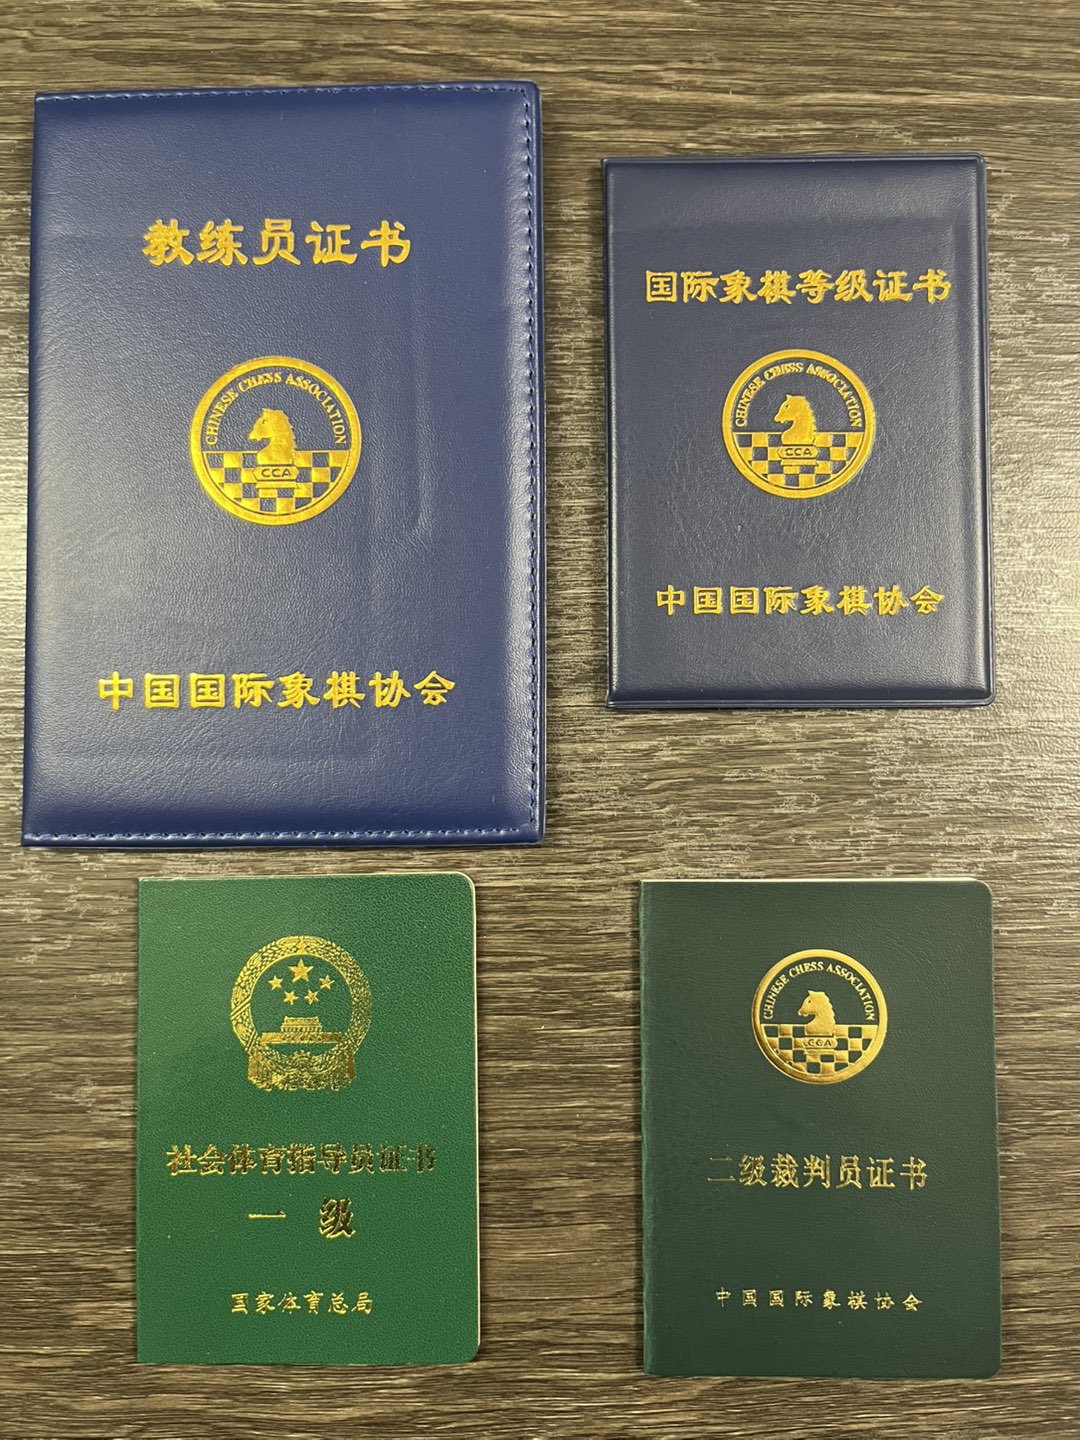 教练员证书
CHINESE CHESS ASSOCIATION
CCA
中国国际象棋协会
国际象棋等级证书
CHINESE CHESS ASSOCIATION
CCA
中国国际象棋协会
社会体育指导员证书
一级
国家体育总局
CHINESE CHESS ASSOCIATION
CCA
二级裁判员证书
中国国际象棋协会